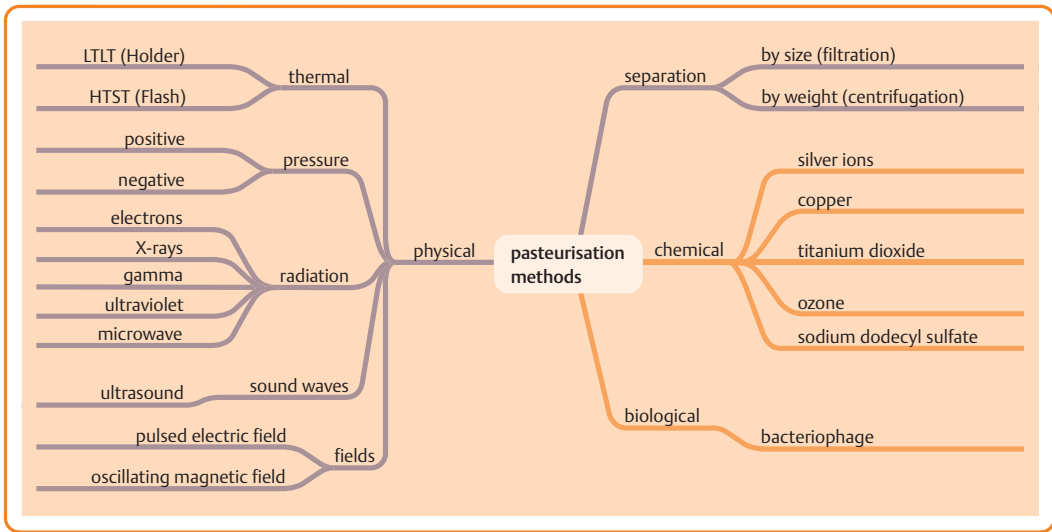 LTLT (Holder)
HTST (Flash)
thermal
positive
negative
pressure
electrons
X-rays
gamma
ultraviolet
microwave
radiation
ultrasound
sound waves
pulsed electric field
oscillating magnetic field
fields
physical
pasteurisation
methods
separation
by size (filtration)
by weight (centrifugation)
chemical
silver ions
copper
titanium dioxide
ozone
sodium dodecyl sulfate
biological
bacteriophage